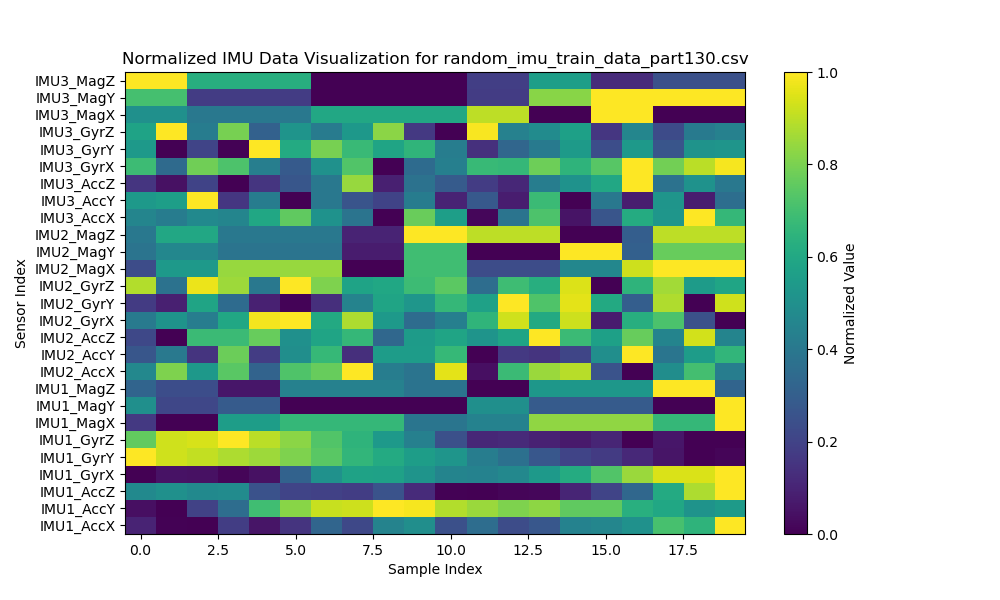 Normalized IMU Data Visualization for random_imu_train_data_part130.csv
IMU3_MagZ
IMU3_MagY
IMU3_MagX
IMU3_GyrZ
IMU3_GyrY
IMU3_GyrX
IMU3_AccZ
IMU3_AccY
IMU3_AccX
IMU2_MagZ
IMU2_MagY
IMU2_MagX
IMU2_GyrZ
IMU2_GyrY
IMU2_GyrX
IMU2_AccZ
IMU2_AccY
IMU2_AccX
IMU1_MagZ
IMU1_MagY
IMU1_MagX
IMU1_GyrZ
IMU1_GyrY
IMU1_GyrX
IMU1_AccZ
IMU1_AccY
IMU1_AccX
Sensor Index
0.0 2.5 5.0 7.5 10.0 12.5 15.0 17.5
Sample Index
1.0
0.8
0.6
0.4
0.2
0.0
Normalized Value